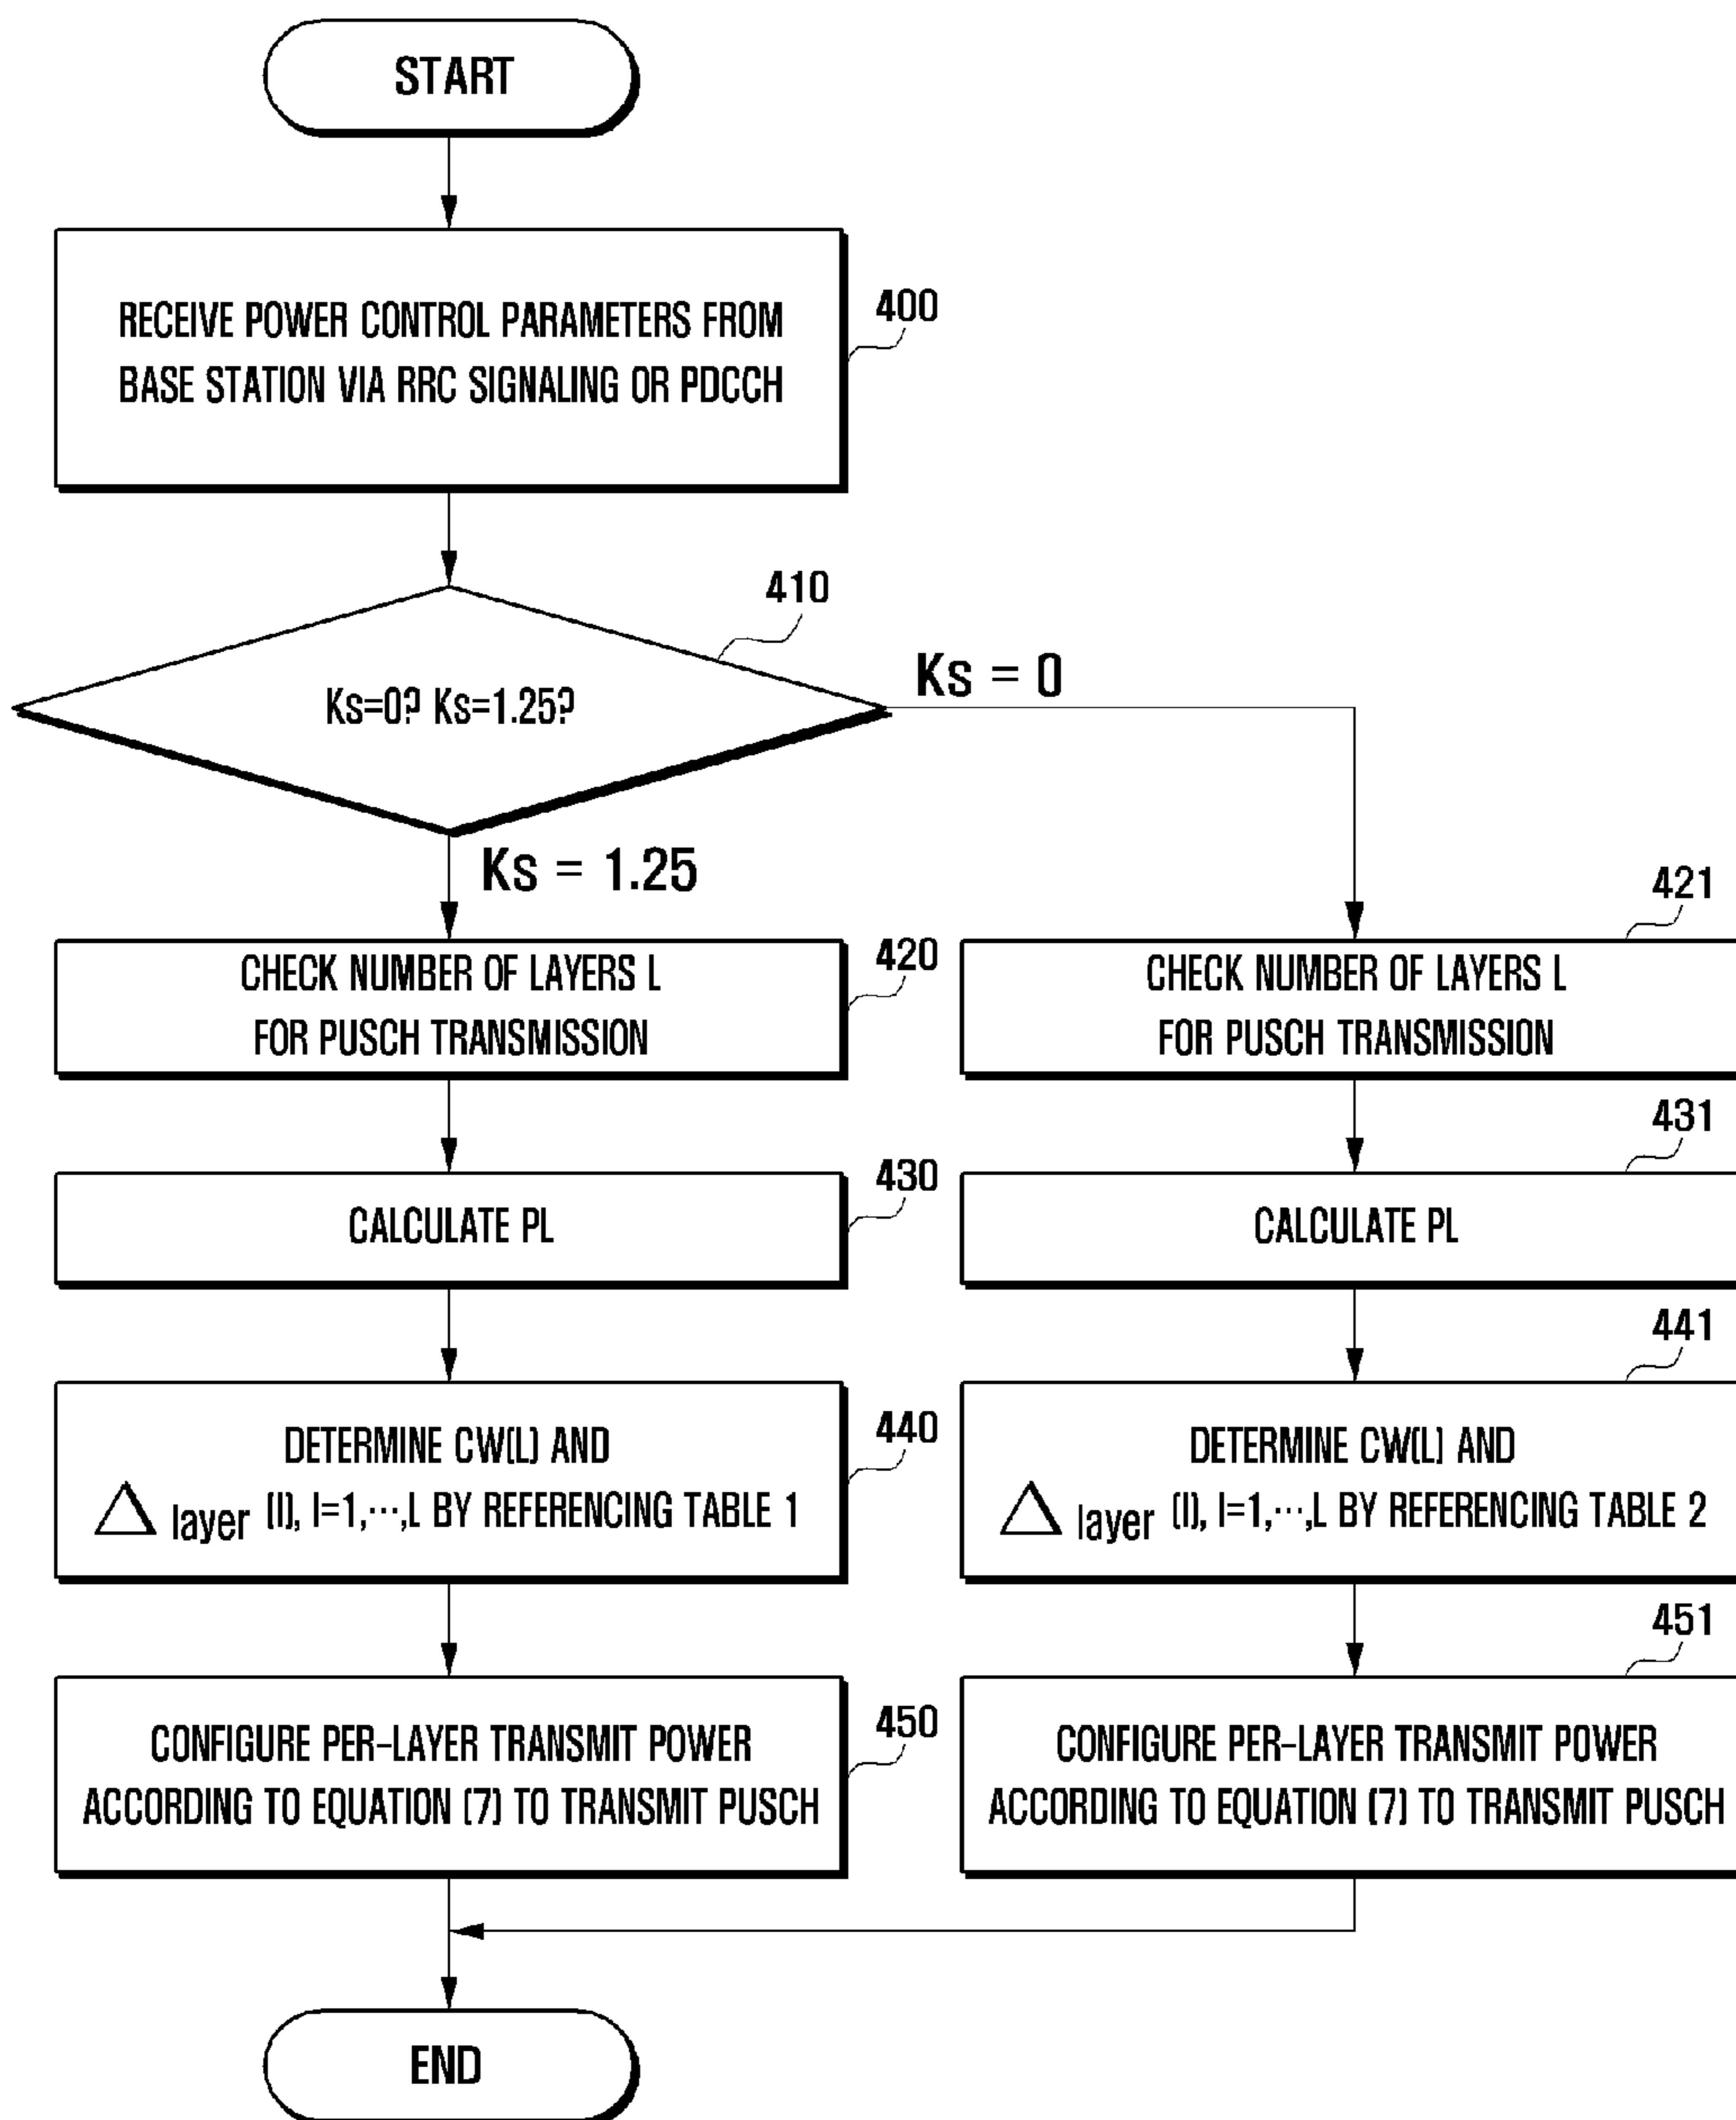 START
RECEIVE POWER CONTROL PARAMETERS FROM
BASE STATION VIA RRC SIGNALING OR PDCCH
400
410
Ks=0? Ks=1.25?
Ks = 0
Ks = 1.25
CHECK NUMBER OF LAYERS L
FOR PUSCH TRANSMISSION
420
CALCULATE PL
430
DETERMINE CW(L) AND
△layer (l), l=1,···,L BY REFERENCING TABLE 1
440
CONFIGURE PER-LAYER TRANSMIT POWER
ACCORDING TO EQUATION (7) TO TRANSMIT PUSCH
450
421
CHECK NUMBER OF LAYERS L
FOR PUSCH TRANSMISSION
431
CALCULATE PL
441
DETERMINE CW(L) AND
△layer (l), l=1,···,L BY REFERENCING TABLE 2
451
CONFIGURE PER-LAYER TRANSMIT POWER
ACCORDING TO EQUATION (7) TO TRANSMIT PUSCH
END